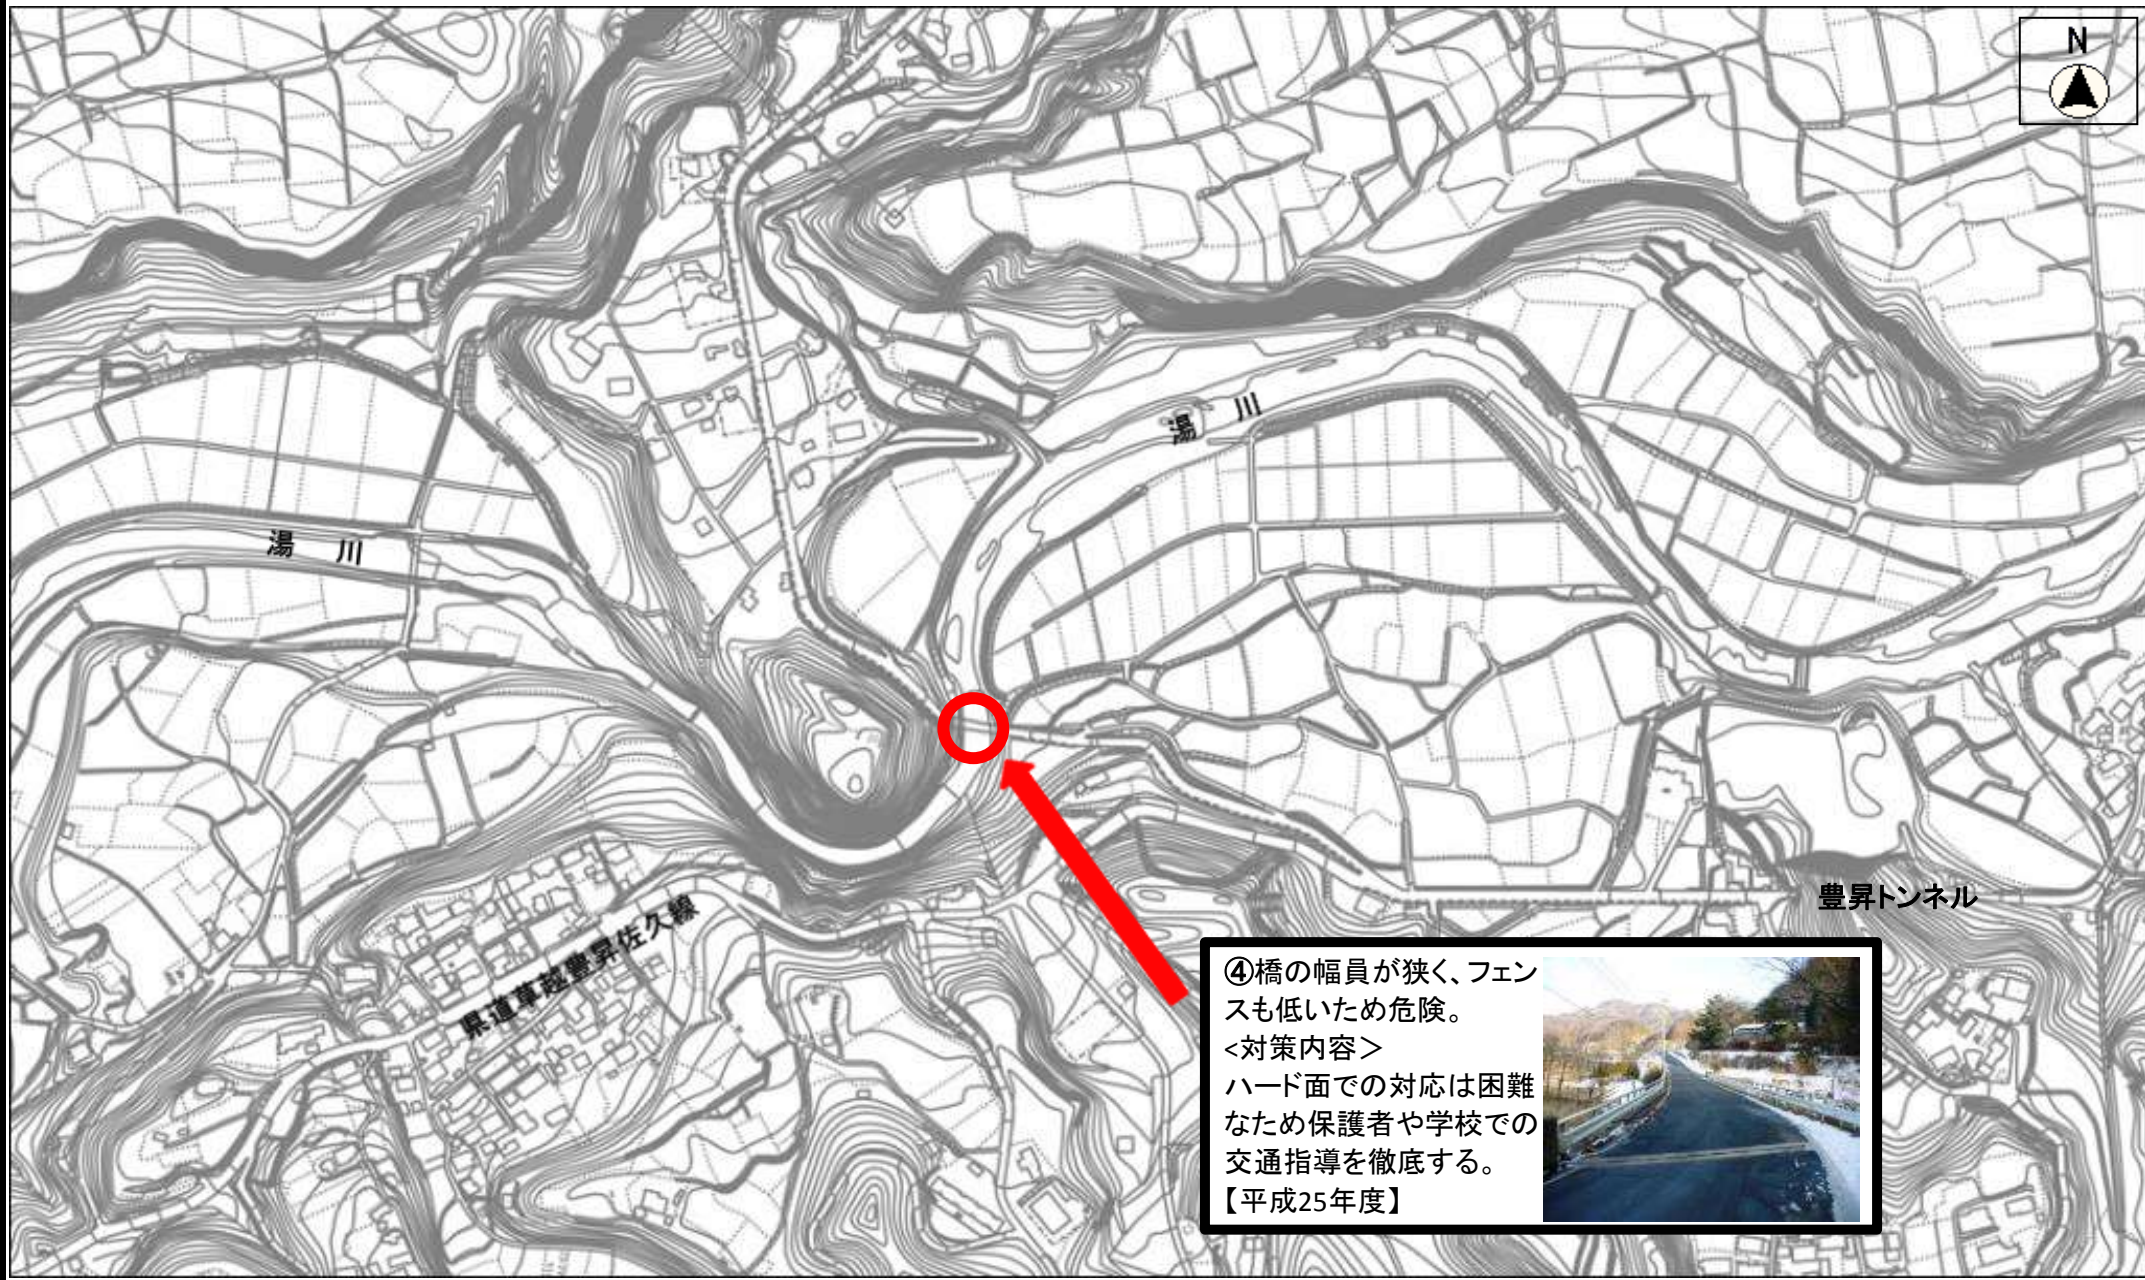 N
湯川
湯川
県道草越豊昇佐久線
豊昇トンネル
④橋の幅員が狭く、フェン
スも低いため危険。
<対策内容＞
ハード面での対応は困難
なため保護者や学校での
交通指導を徹底する。
【平成25年度】